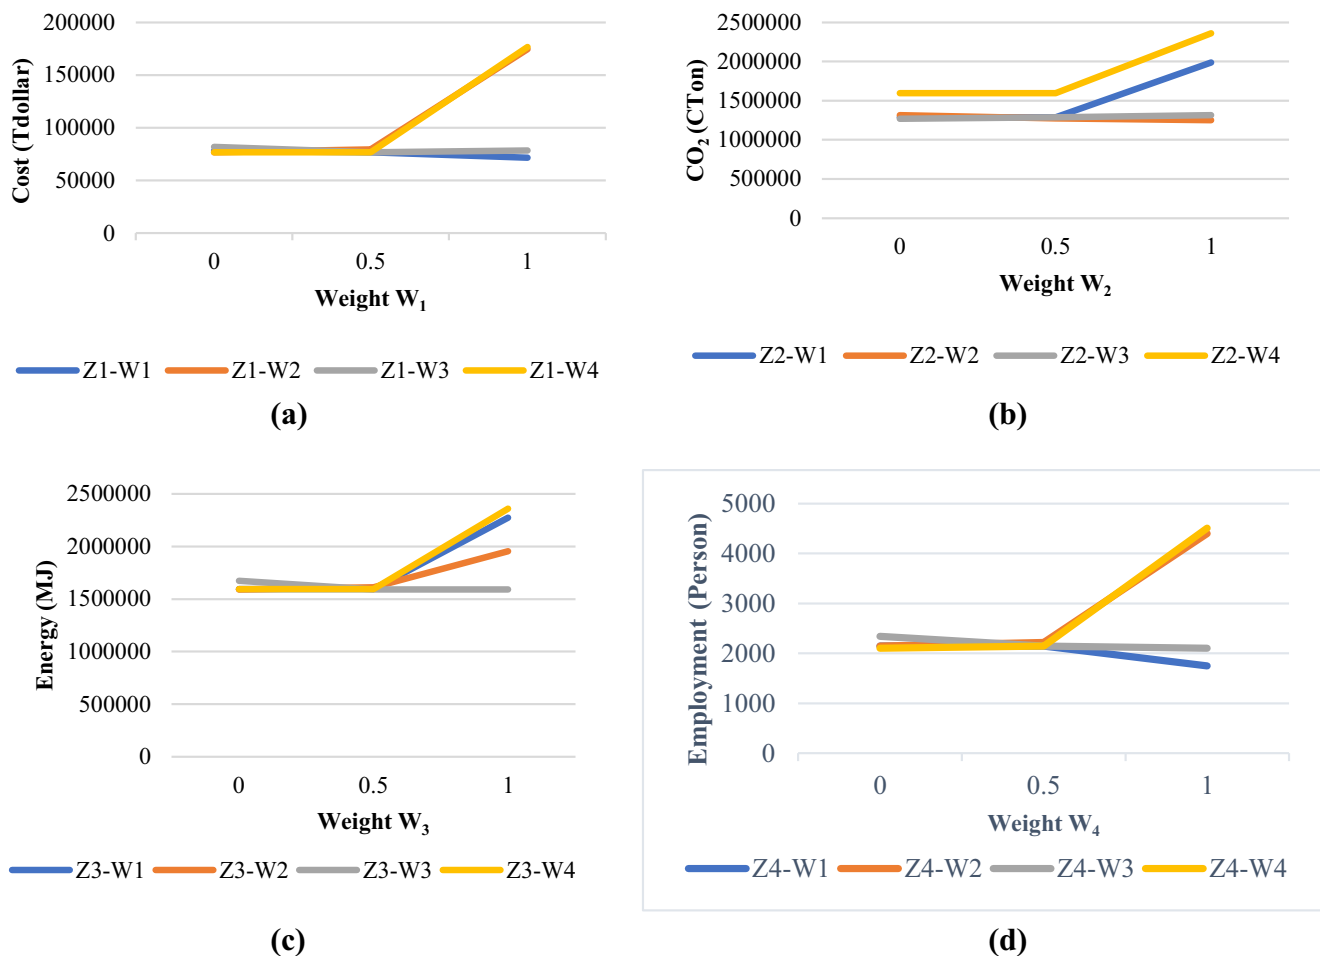 200000
150000
100000
50000
0
Cost (Tdollar)
0 0.5 1
Weight W₁
Z1-W1 Z1-W2 Z1-W3 Z1-W4
(a)
2500000
2000000
1500000
1000000
500000
0
CO₂ (CTon)
0 0.5 1
Weight W₂
Z2-W1 Z2-W2 Z2-W3 Z2-W4
(b)
2500000
2000000
1500000
1000000
500000
0
Energy (MJ)
0 0.5 1
Weight W₃
Z3-W1 Z3-W2 Z3-W3 Z3-W4
(c)
5000
4000
3000
2000
1000
0
Employment (Person)
0 0.5 1
Weight W₄
Z4-W1 Z4-W2 Z4-W3 Z4-W4
(d)